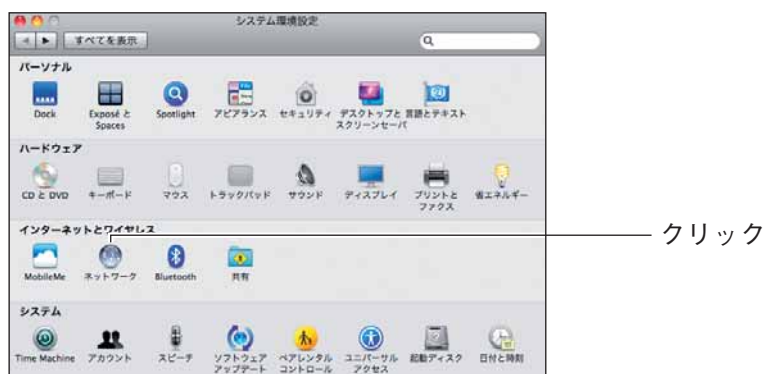 システム環境設定
すべてを表示
パーソナル
Dock
Exposé と
Spaces
Spotlight
アピアランス
セキュリティ
デスクトップと
スクリーンセーバ
言語とテキスト
ハードウェア
CD と DVD
キーボード
マウス
トラックパッド
サウンド
ディスプレイ
プリントと
ファクス
省エネルギー
インターネットとワイヤレス
クリック
MobileMe
ネットワーク
Bluetooth
共有
システム
Time Machine
アカウント
スピーチ
ソフトウェア
アップデート
ペアレンタル
コントロール
ユニバーサル
アクセス
起動ディスク
日付と時刻